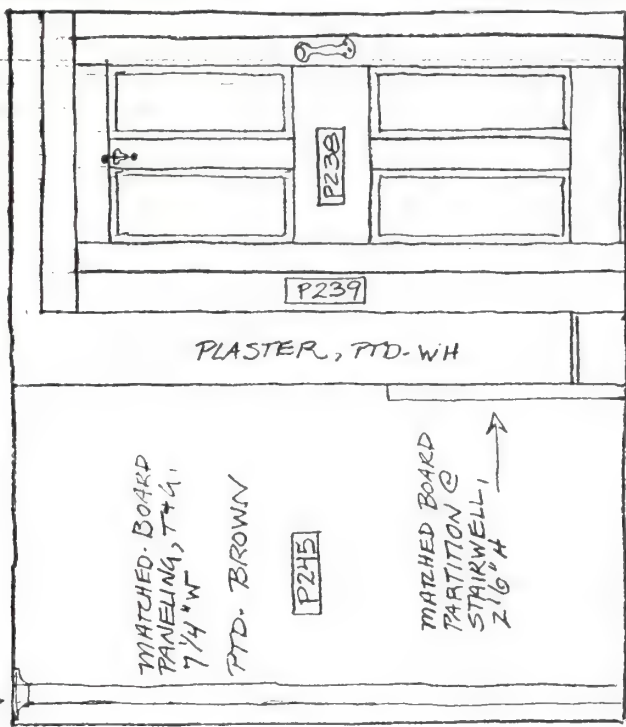 P238
P239
PLASTER, PTD-WH
MATCHED-BOARD
PANELING, T+G.
7 1/4" W
PTD. BROWN
P245
MATCHED BOARD
PARTITION @
STAIRWELL,
2'6" H